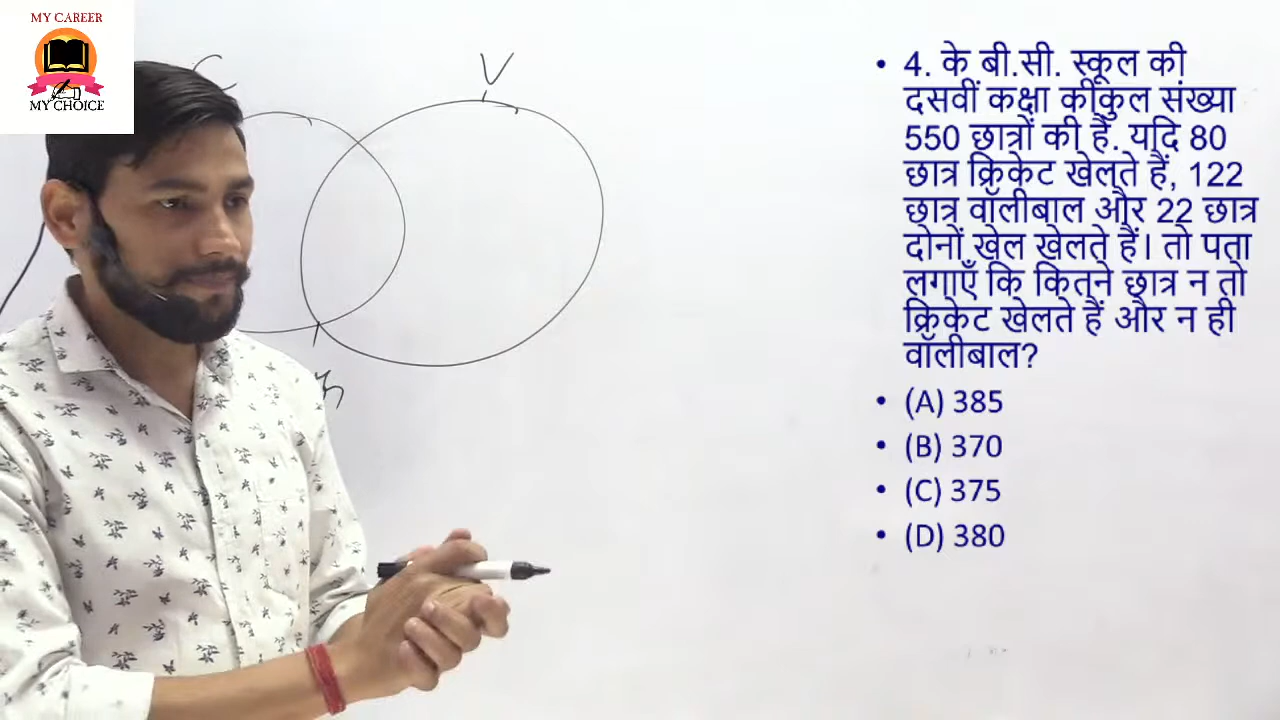 MY CAREER
MY CHOICE
C
V
• 4. के बी.सी. स्कूल की
दसवीं कक्षा कीकुल संख्या
550 छात्रों की है. यदि 80
छात्र क्रिकेट खेलते हैं, 122
छात्र वॉलीबाल और 22 छात्र
दोनों खेल खेलते हैं। तो पता
लगाएँ कि कितने छात्र न तो
क्रिकेट खेलते हैं और न ही
वॉलीबाल?
• (A) 385
• (B) 370
• (C) 375
• (D) 380